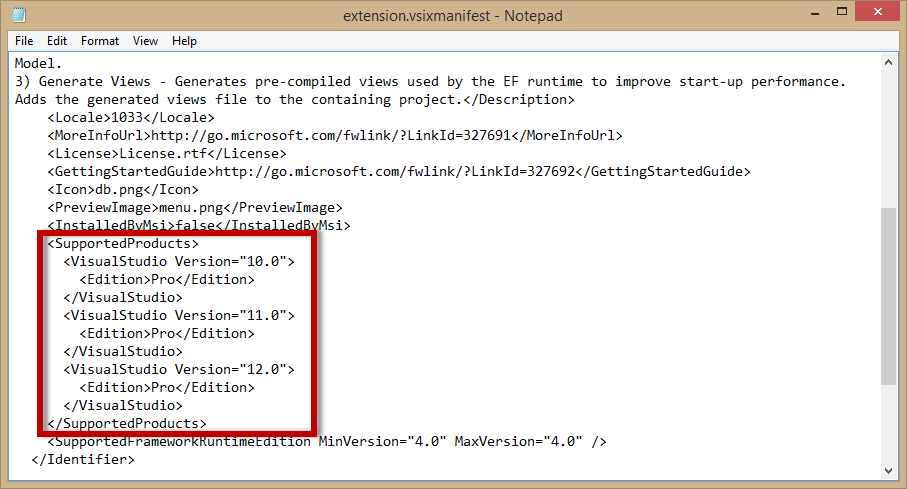 extension.vsixmanifest - Notepad
File Edit Format View Help
Model.
3) Generate Views - Generates pre-compiled views used by the EF runtime to improve start-up performance.
Adds the generated views file to the containing project.</Description>
    <Locale>1033</Locale>
    <MoreInfoUrl>http://go.microsoft.com/fwlink/?LinkId=327691</MoreInfoUrl>
    <License>License.rtf</License>
    <GettingStartedGuide>http://go.microsoft.com/fwlink/?LinkId=327692</GettingStartedGuide>
    <Icon>db.png</Icon>
    <PreviewImage>menu.png</PreviewImage>
    <InstalledByMsi>false</InstalledByMsi>
    <SupportedProducts>
      <VisualStudio Version="10.0">
        <Edition>Pro</Edition>
      </VisualStudio>
      <VisualStudio Version="11.0">
        <Edition>Pro</Edition>
      </VisualStudio>
      <VisualStudio Version="12.0">
        <Edition>Pro</Edition>
      </VisualStudio>
    </SupportedProducts>
    <SupportedFrameworkRuntimeEdition MinVersion="4.0" MaxVersion="4.0" />
  </Identifier>